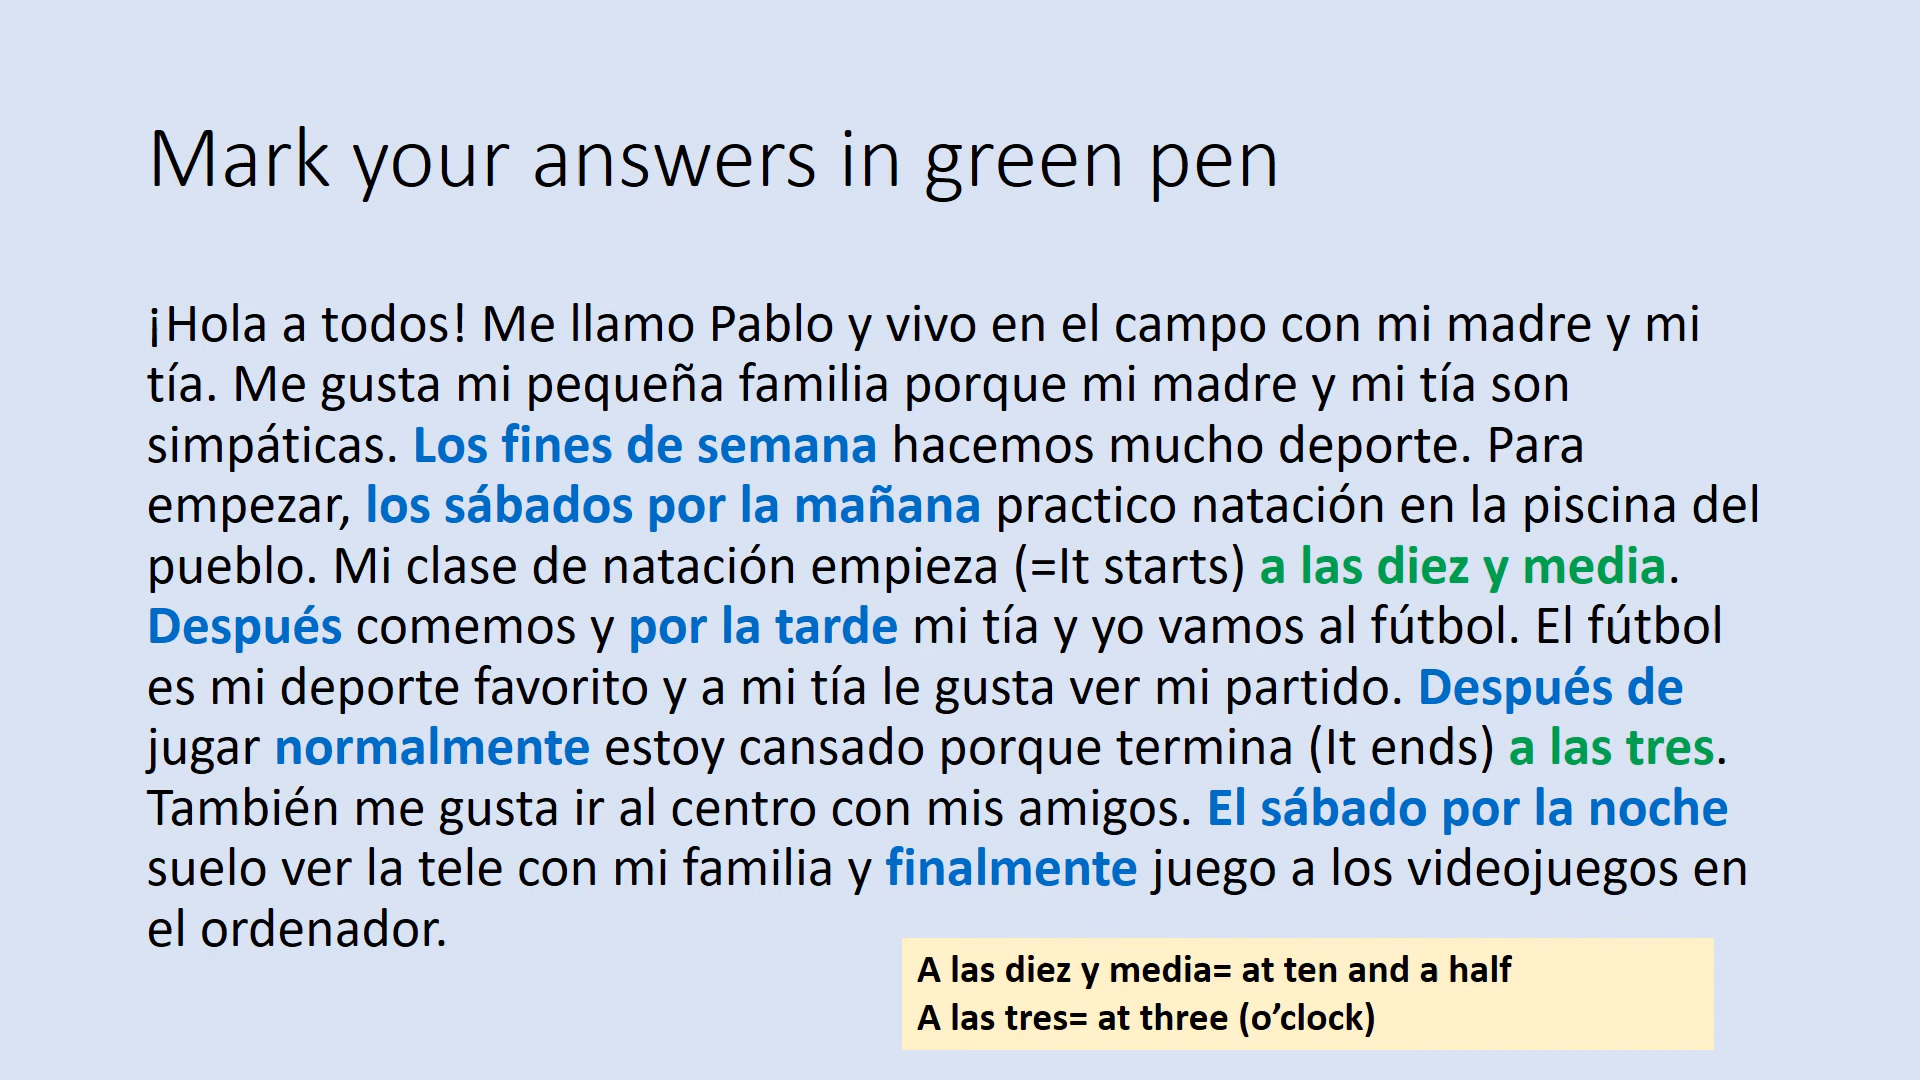 Mark your answers in green pen
¡Hola a todos! Me llamo Pablo y vivo en el campo con mi madre y mi
tía. Me gusta mi pequeña familia porque mi madre y mi tía son
simpáticas. Los fines de semana hacemos mucho deporte. Para
empezar, los sábados por la mañana practico natación en la piscina del
pueblo. Mi clase de natación empieza (=It starts) a las diez y media.
Después comemos y por la tarde mi tía y yo vamos al fútbol. El fútbol
es mi deporte favorito y a mi tía le gusta ver mi partido. Después de
jugar normalmente estoy cansado porque termina (It ends) a las tres.
También me gusta ir al centro con mis amigos. El sábado por la noche
suelo ver la tele con mi familia y finalmente juego a los videojuegos en
el ordenador.
A las diez y media= at ten and a half
A las tres= at three (o’clock)